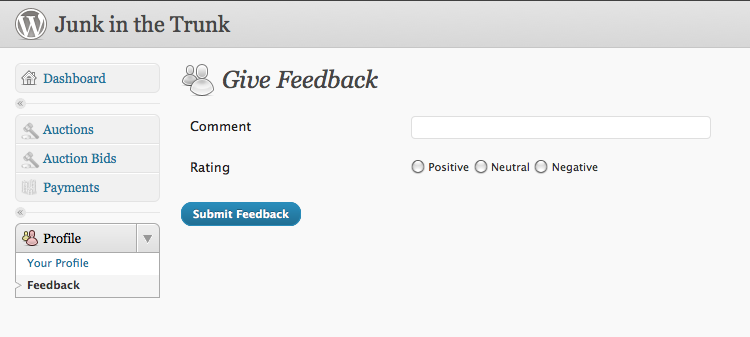 Junk in the Trunk
Dashboard
Auctions
Auction Bids
Payments
Profile
Your Profile
Feedback
Give Feedback
Comment
Rating
Positive Neutral Negative
Submit Feedback